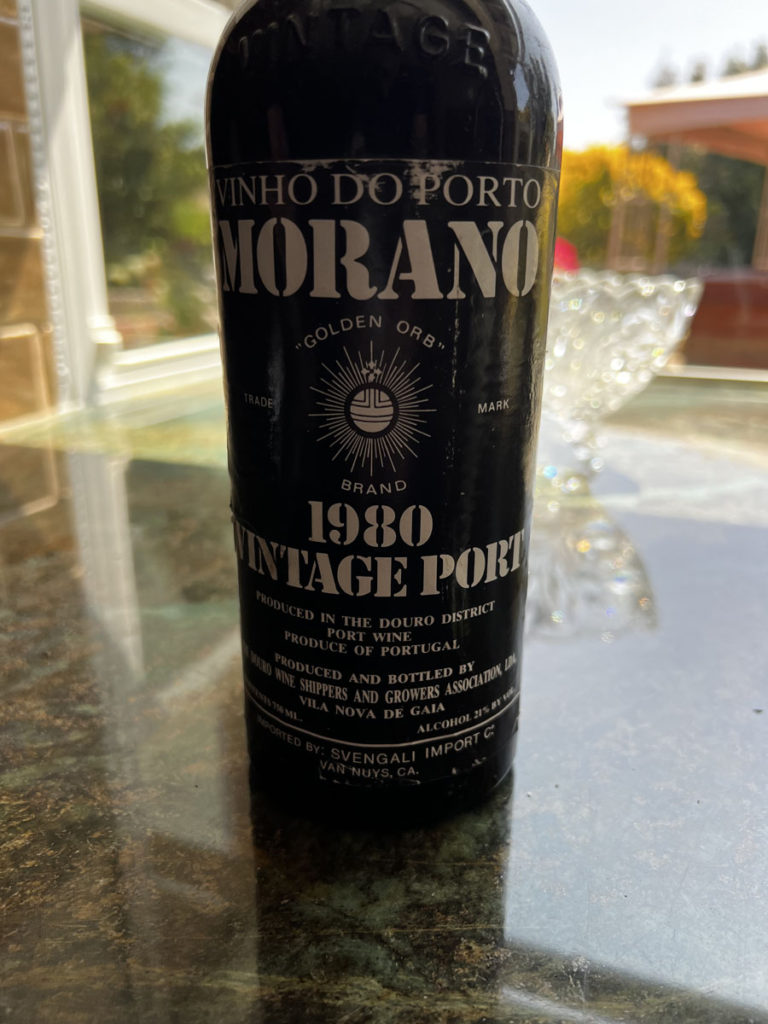 VINTAGE
VINHO DO PORTO
MORANO
"GOLDEN ORB"
TRADE MARK
BRAND
1980
VINTAGE PORT
PRODUCED IN THE DOURO DISTRICT
PORT WINE
PRODUCE OF PORTUGAL
PRODUCED AND BOTTLED BY
DOURO WINE SHIPPERS AND GROWERS ASSOCIATION, LDA.
VILA NOVA DE GAIA
750 ML. ALCOHOL 21% BY VOL.
IMPORTED BY: SVENGALI IMPORT Cº
VAN NUYS, CA.